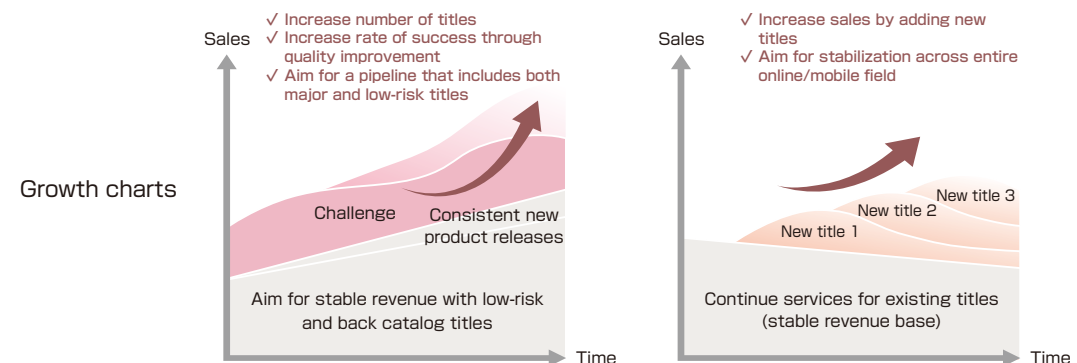 Growth charts
✓ Increase number of titles
✓ Increase rate of success through
quality improvement
✓ Aim for a pipeline that includes both
major and low-risk titles
Sales
Challenge
Consistent new
product releases
Aim for stable revenue with low-risk
and back catalog titles
Time
✓ Increase sales by adding new
titles
✓ Aim for stabilization across entire
online/mobile field
Sales
New title 1
New title 2
New title 3
Continue services for existing titles
(stable revenue base)
Time